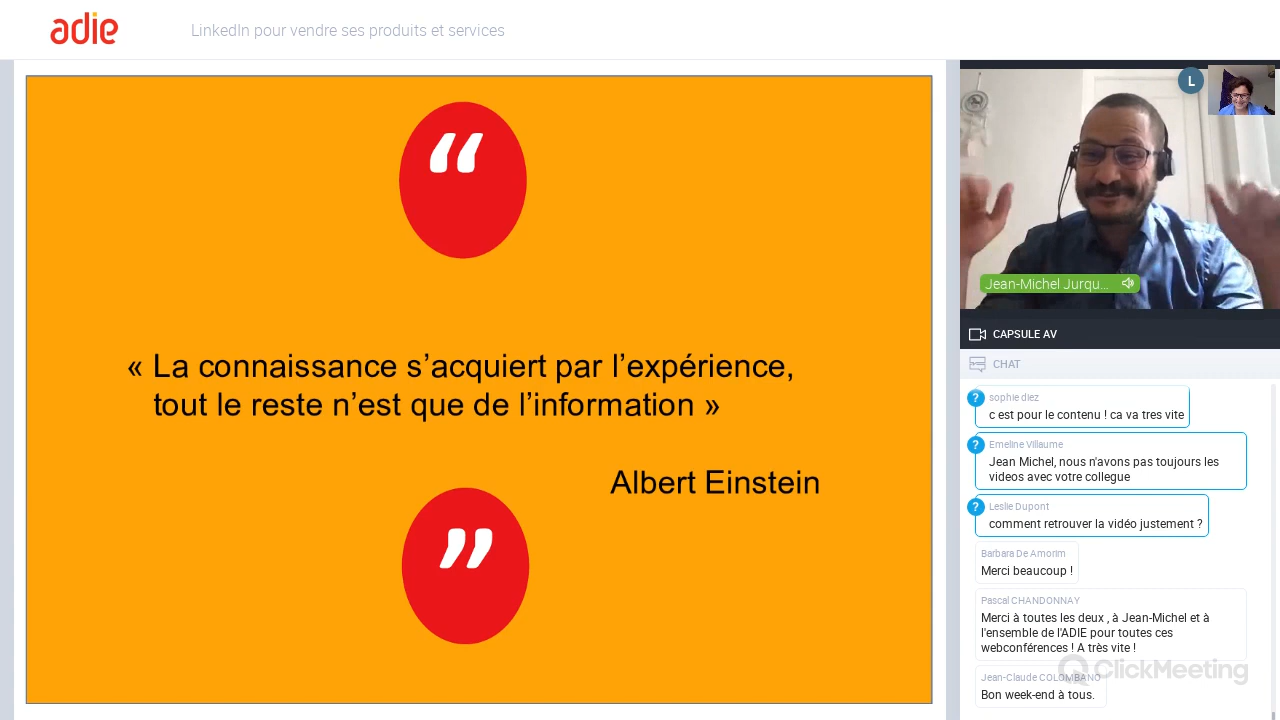 adie
LinkedIn pour vendre ses produits et services
“
« La connaissance s’acquiert par l’expérience,
tout le reste n’est que de l’information »
Albert Einstein
”
L
Jean-Michel Jurqu...
CAPSULE AV
CHAT
?
sophie diez
c est pour le contenu ! ca va tres vite
?
Emeline Villaume
Jean Michel, nous n'avons pas toujours les
videos avec votre collegue
?
Leslie Dupont
comment retrouver la vidéo justement ?
Barbara De Amorim
Merci beaucoup !
Pascal CHANDONNAY
Merci à toutes les deux , à Jean-Michel et à
l'ensemble de l'ADIE pour toutes ces
webconférences ! A très vite !
ClickMeeting
Jean-Claude COLOMBANO
Bon week-end à tous.